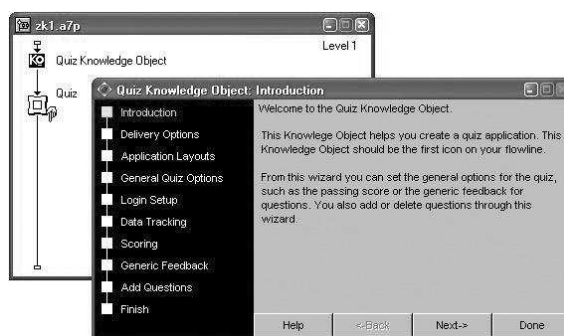 zk1.a7p
Level 1
KO
Quiz Knowledge Object
Quiz
Quiz Knowledge Object: Introduction
Introduction
Delivery Options
Application Layouts
General Quiz Options
Login Setup
Data Tracking
Scoring
Generic Feedback
Add Questions
Finish
Welcome to the Quiz Knowledge Object.
This Knowlege Object helps you create a quiz application. This
Knowledge Object should be the first icon on your flowline.
From this wizard you can set the general options for the quiz,
such as the passing score or the generic feedback for
questions. You also add or delete questions through this
wizard.
Help
<-Back
Next->
Done